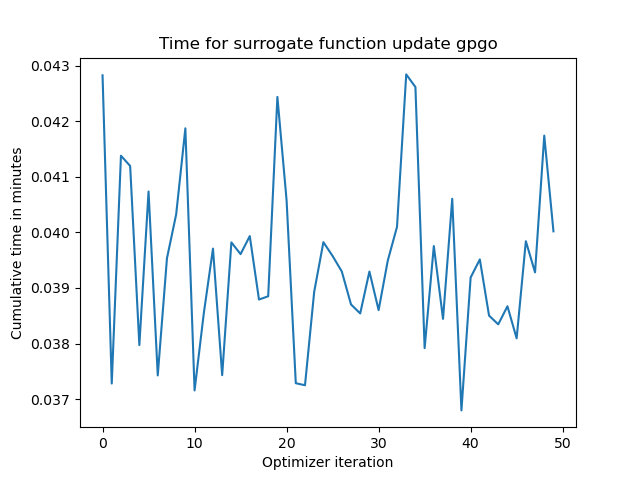 Time for surrogate function update gpgo
0.043
0.042
0.041
0.040
0.039
0.038
0.037
Cumulative time in minutes
0 10 20 30 40 50
Optimizer iteration